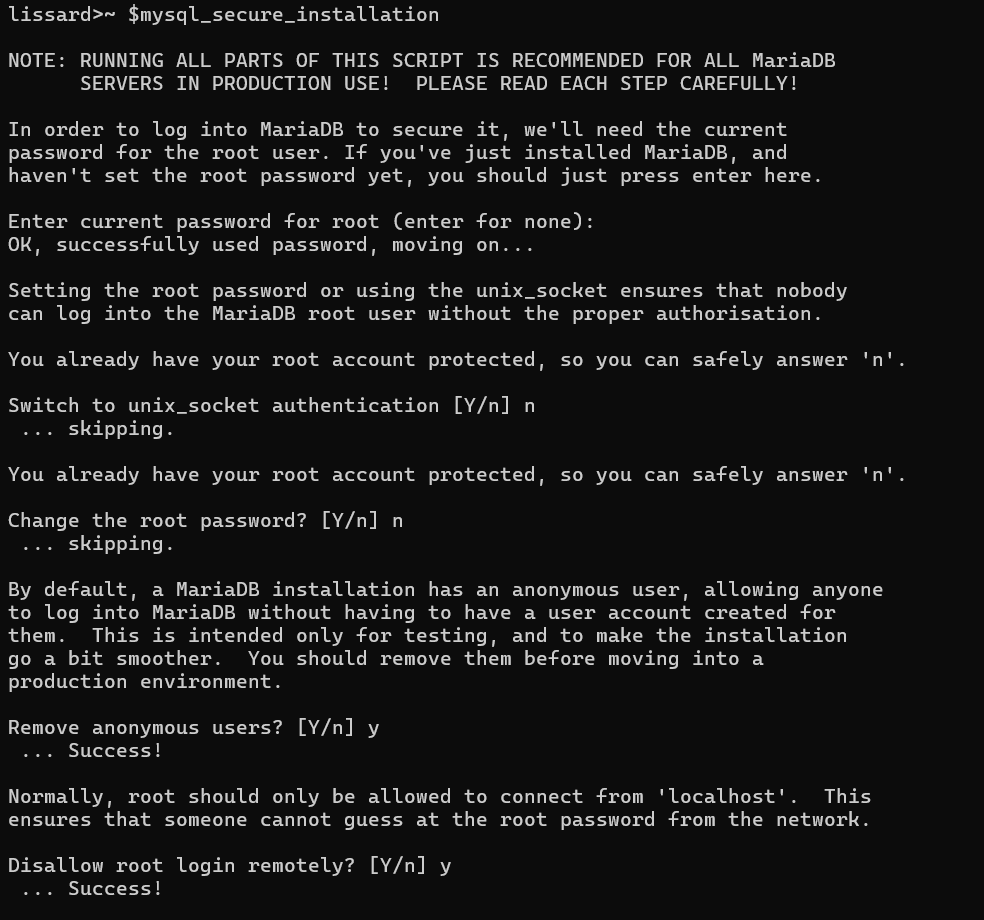 lissard>~ $mysql_secure_installation
NOTE: RUNNING ALL PARTS OF THIS SCRIPT IS RECOMMENDED FOR ALL MariaDB
      SERVERS IN PRODUCTION USE!  PLEASE READ EACH STEP CAREFULLY!
In order to log into MariaDB to secure it, we'll need the current
password for the root user. If you've just installed MariaDB, and
haven't set the root password yet, you should just press enter here.
Enter current password for root (enter for none):
OK, successfully used password, moving on...
Setting the root password or using the unix_socket ensures that nobody
can log into the MariaDB root user without the proper authorisation.
You already have your root account protected, so you can safely answer 'n'.
Switch to unix_socket authentication [Y/n] n
 ... skipping.
You already have your root account protected, so you can safely answer 'n'.
Change the root password? [Y/n] n
 ... skipping.
By default, a MariaDB installation has an anonymous user, allowing anyone
to log into MariaDB without having to have a user account created for
them.  This is intended only for testing, and to make the installation
go a bit smoother.  You should remove them before moving into a
production environment.
Remove anonymous users? [Y/n] y
 ... Success!
Normally, root should only be allowed to connect from 'localhost'.  This
ensures that someone cannot guess at the root password from the network.
Disallow root login remotely? [Y/n] y
 ... Success!